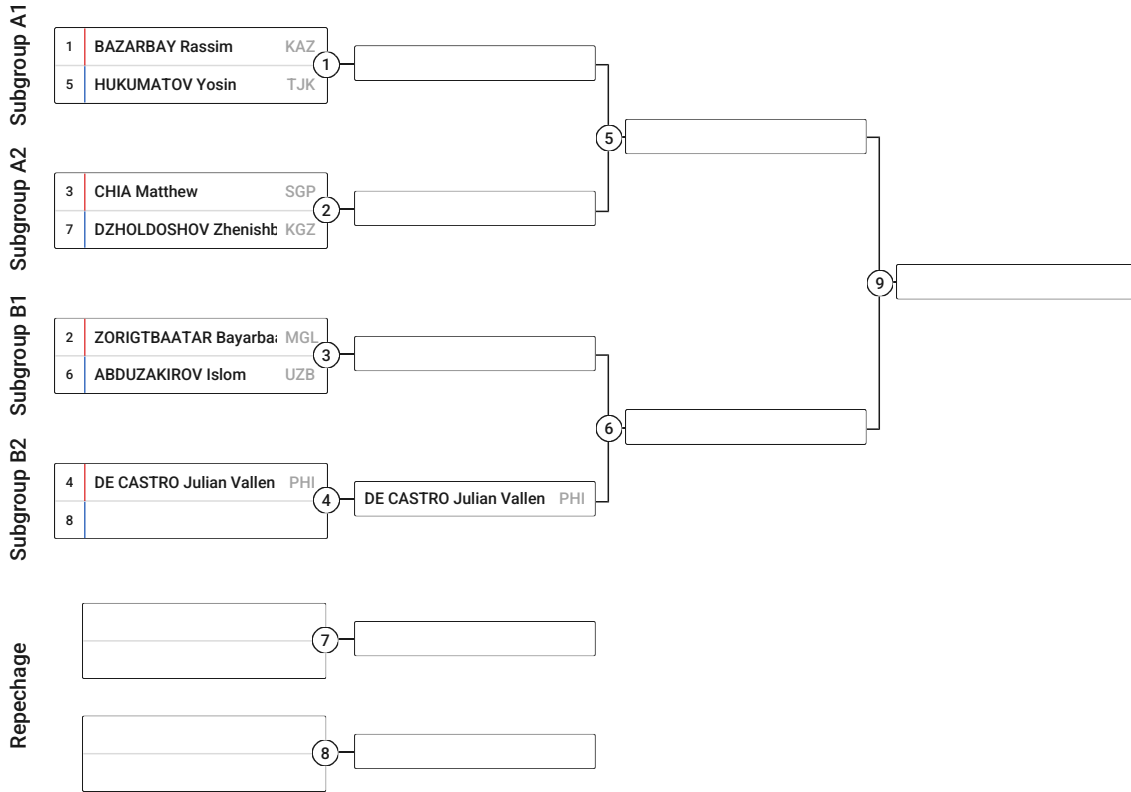 Subgroup A1
1 BAZARBAY Rassim KAZ
5 HUKUMATOV Yosin TJK
1
5
Subgroup A2
3 CHIA Matthew SGP
7 DZHOLDOSHOV Zhenishb KGZ
2
9
Subgroup B1
2 ZORIGTBAATAR Bayarbaa MGL
6 ABDUZAKIROV Islom UZB
3
6
Subgroup B2
4 DE CASTRO Julian Vallen PHI
8
4
DE CASTRO Julian Vallen PHI
Repechage
7
8